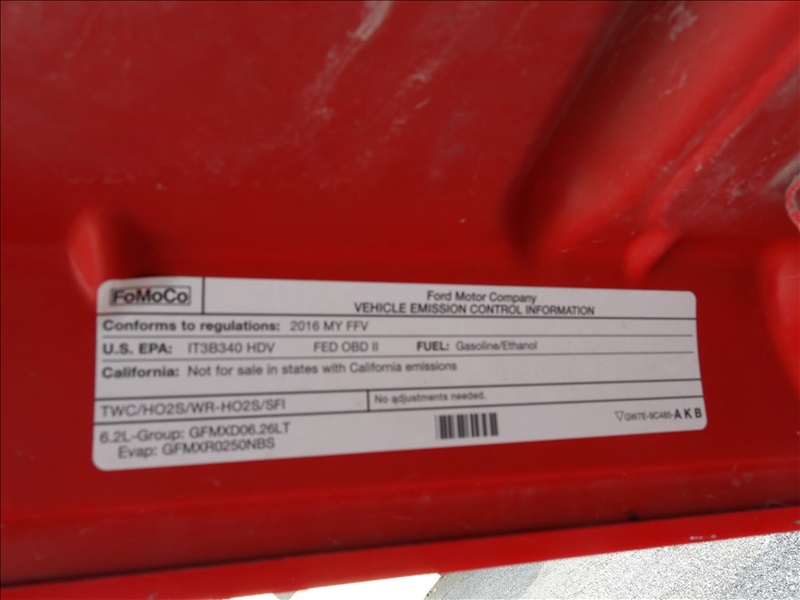 FoMoCo
Ford Motor Company
VEHICLE EMISSION CONTROL INFORMATION
Conforms to regulations: 2016 MY FFV
U.S. EPA: IT3B340 HDV FED OBD II FUEL: Gasoline/Ethanol
California: Not for sale in states with California emissions
TWC/HO2S/WR-HO2S/SFI
No adjustments needed.
6.2L-Group: GFMXD06.26LT
Evap: GFMXR0250NBS
GW7E-9C485-AKB